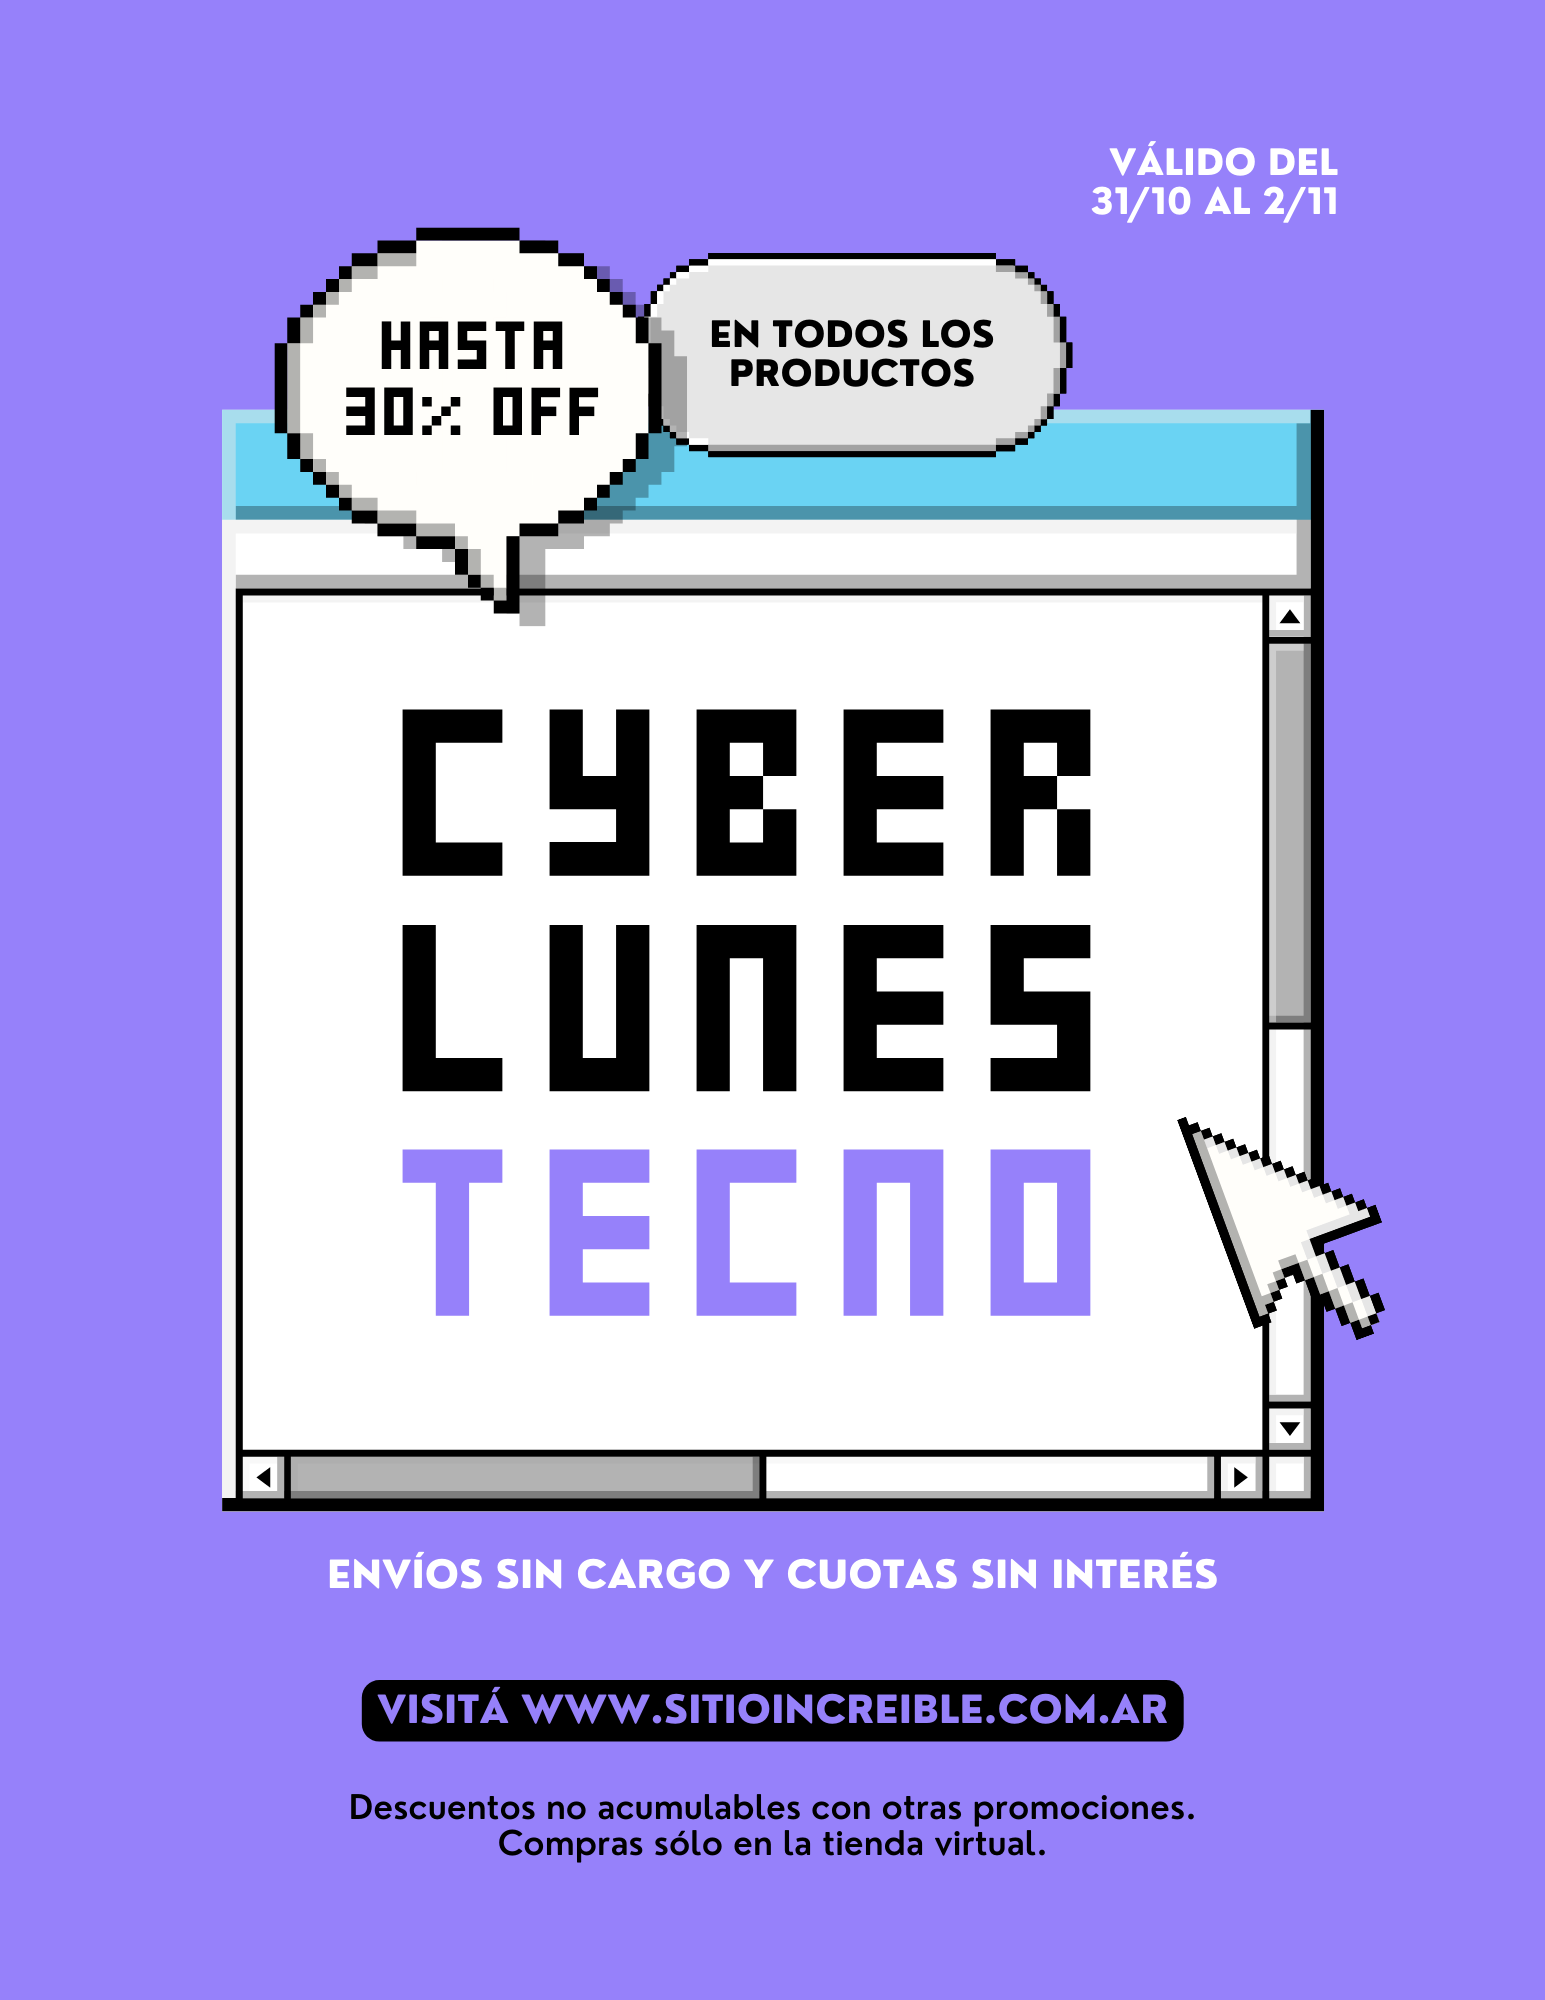 VÁLIDO DEL
31/10 AL 2/11
HASTA
30% OFF
EN TODOS LOS
PRODUCTOS
CYBER
LUNES
TECNO
ENVÍOS SIN CARGO Y CUOTAS SIN INTERÉS
VISITÁ WWW.SITIOINCREIBLE.COM.AR
Descuentos no acumulables con otras promociones.
Compras sólo en la tienda virtual.